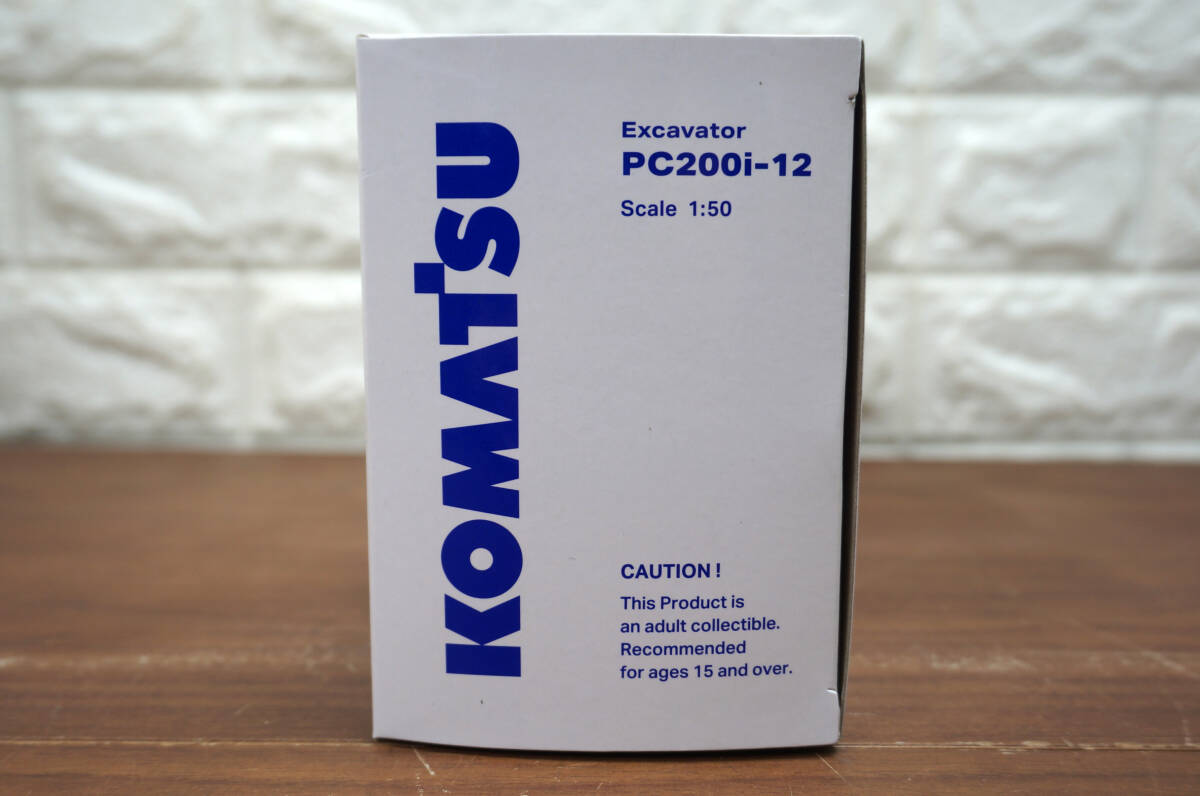 KOMATSU
Excavator
PC200i-12
Scale 1:50
CAUTION !
This Product is
an adult collectible.
Recommended
for ages 15 and over.